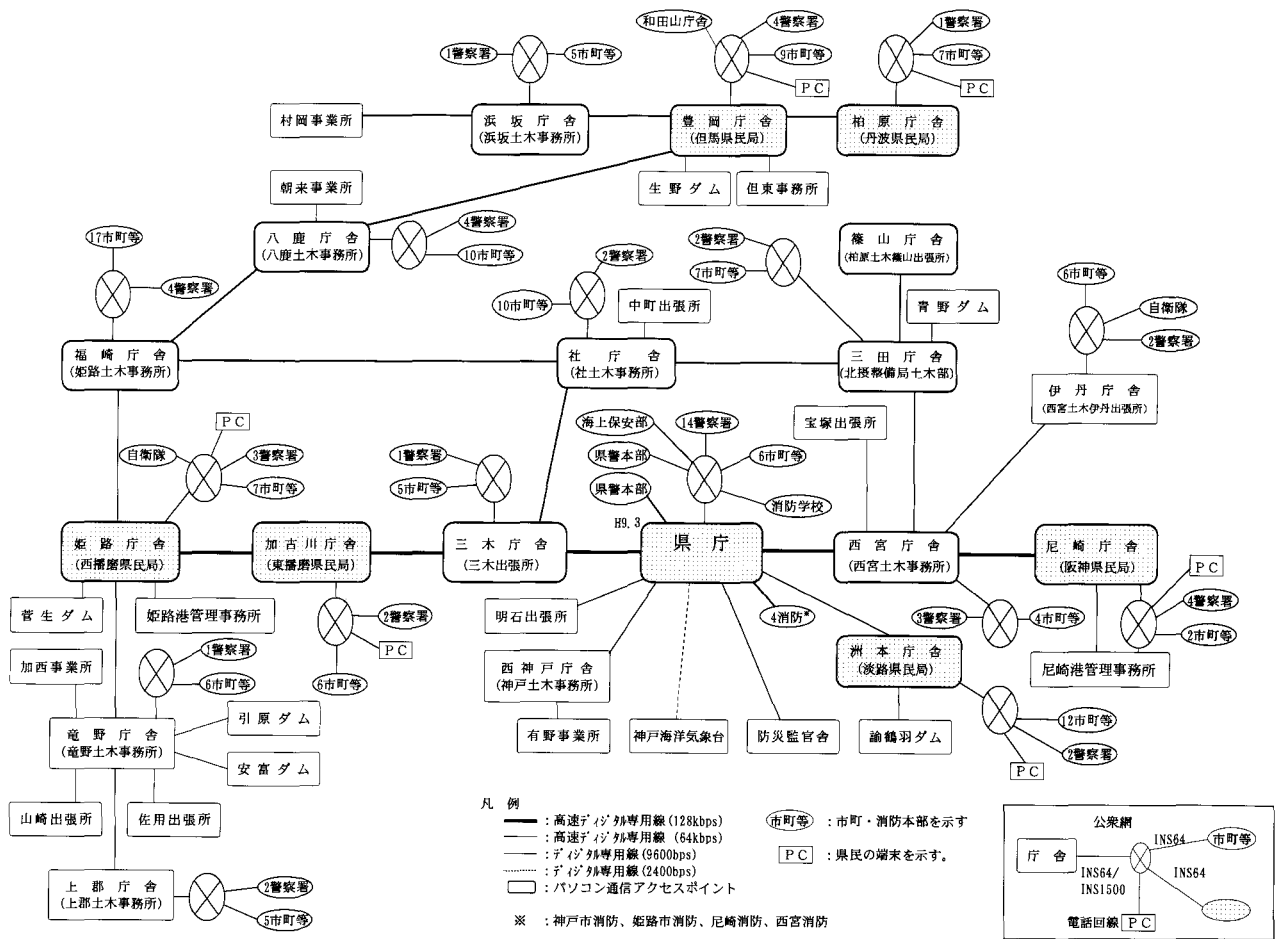 和田山庁舎
4警察署
1警察署
1警察署
5市町等
9市町等
7市町等
PC
PC
村岡事業所
浜坂庁舎
(浜坂土木事務所)
豊岡庁舎
(但馬県民局)
柏原庁舎
(丹波県民局)
朝来事業所
生野ダム
但東事務所
17市町等
4警察署
八鹿庁舎
(八鹿土木事務所)
4警察署
10市町等
2警察署
10市町等
中町出張所
2警察署
7市町等
篠山庁舎
(柏原土木篠山出張所)
青野ダム
6市町等
自衛隊
2警察署
福崎庁舎
(姫路土木事務所)
社庁舎
(社土木事務所)
三田庁舎
(北摂整備局土木部)
伊丹庁舎
(西宮土木伊丹出張所)
PC
自衛隊
3警察署
7市町等
1警察署
5市町等
海上保安部
14警察署
県警本部
6市町等
県警本部
消防学校
宝塚出張所
H9.3
姫路庁舎
(西播磨県民局)
加古川庁舎
(東播磨県民局)
三木庁舎
(三木出張所)
県庁
西宮庁舎
(西宮土木事務所)
尼崎庁舎
(阪神県民局)
菅生ダム
姫路港管理事務所
2警察署
PC
6市町等
明石出張所
4消防*
3警察署
4市町等
PC
4警察署
2市町等
尼崎港管理事務所
加西事業所
1警察署
6市町等
西神戸庁舎
(神戸土木事務所)
洲本庁舎
(淡路県民局)
引原ダム
竜野庁舎
(竜野土木事務所)
安富ダム
有野事業所
神戸海洋気象台
防災監官舎
諭鶴羽ダム
12市町等
2警察署
PC
山崎出張所
佐用出張所
上郡庁舎
(上郡土木事務所)
2警察署
5市町等
凡例
：高速ディジタル専用線(128kbps)
：高速ディジタル専用線 (64kbps)
：ディジタル専用線(9600bps)
：ディジタル専用線(2400bps)
：パソコン通信アクセスポイント
市町等 ：市町・消防本部を示す
PC ：県民の端末を示す。
※ ：神戸市消防、姫路市消防、尼崎消防、西宮消防
公衆網
庁舎
INS64
市町等
INS64/
INS1500
INS64
電話回線 PC